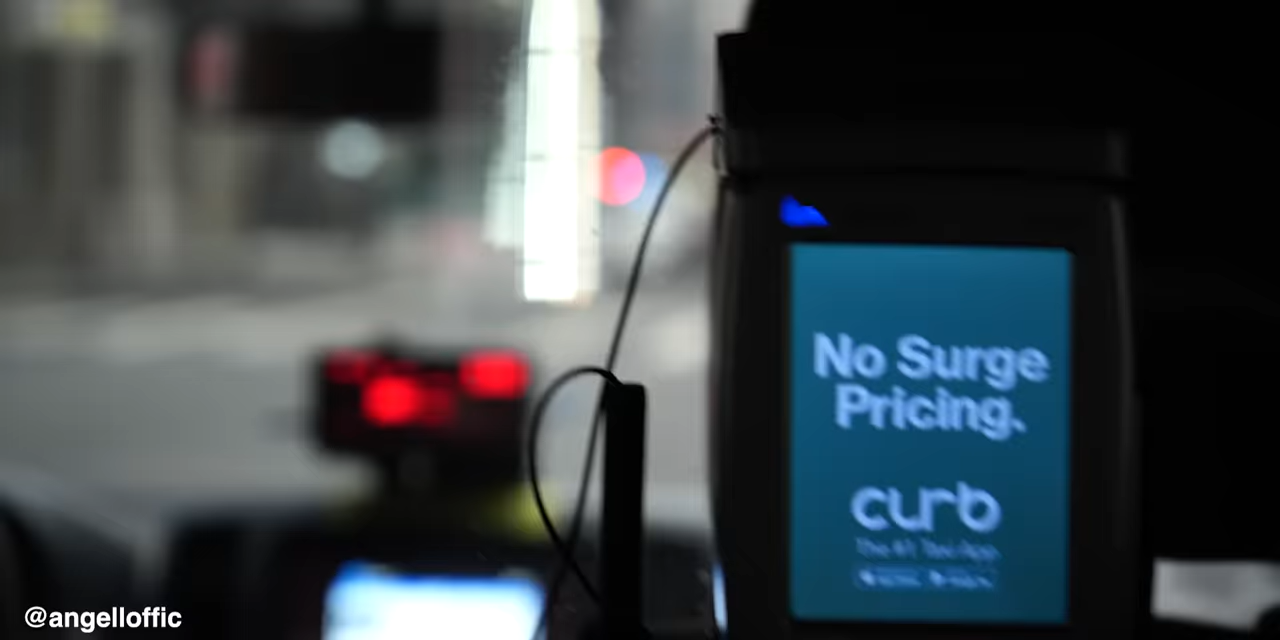 No Surge
Pricing.
curb
The #1 Taxi App
@angelloffic